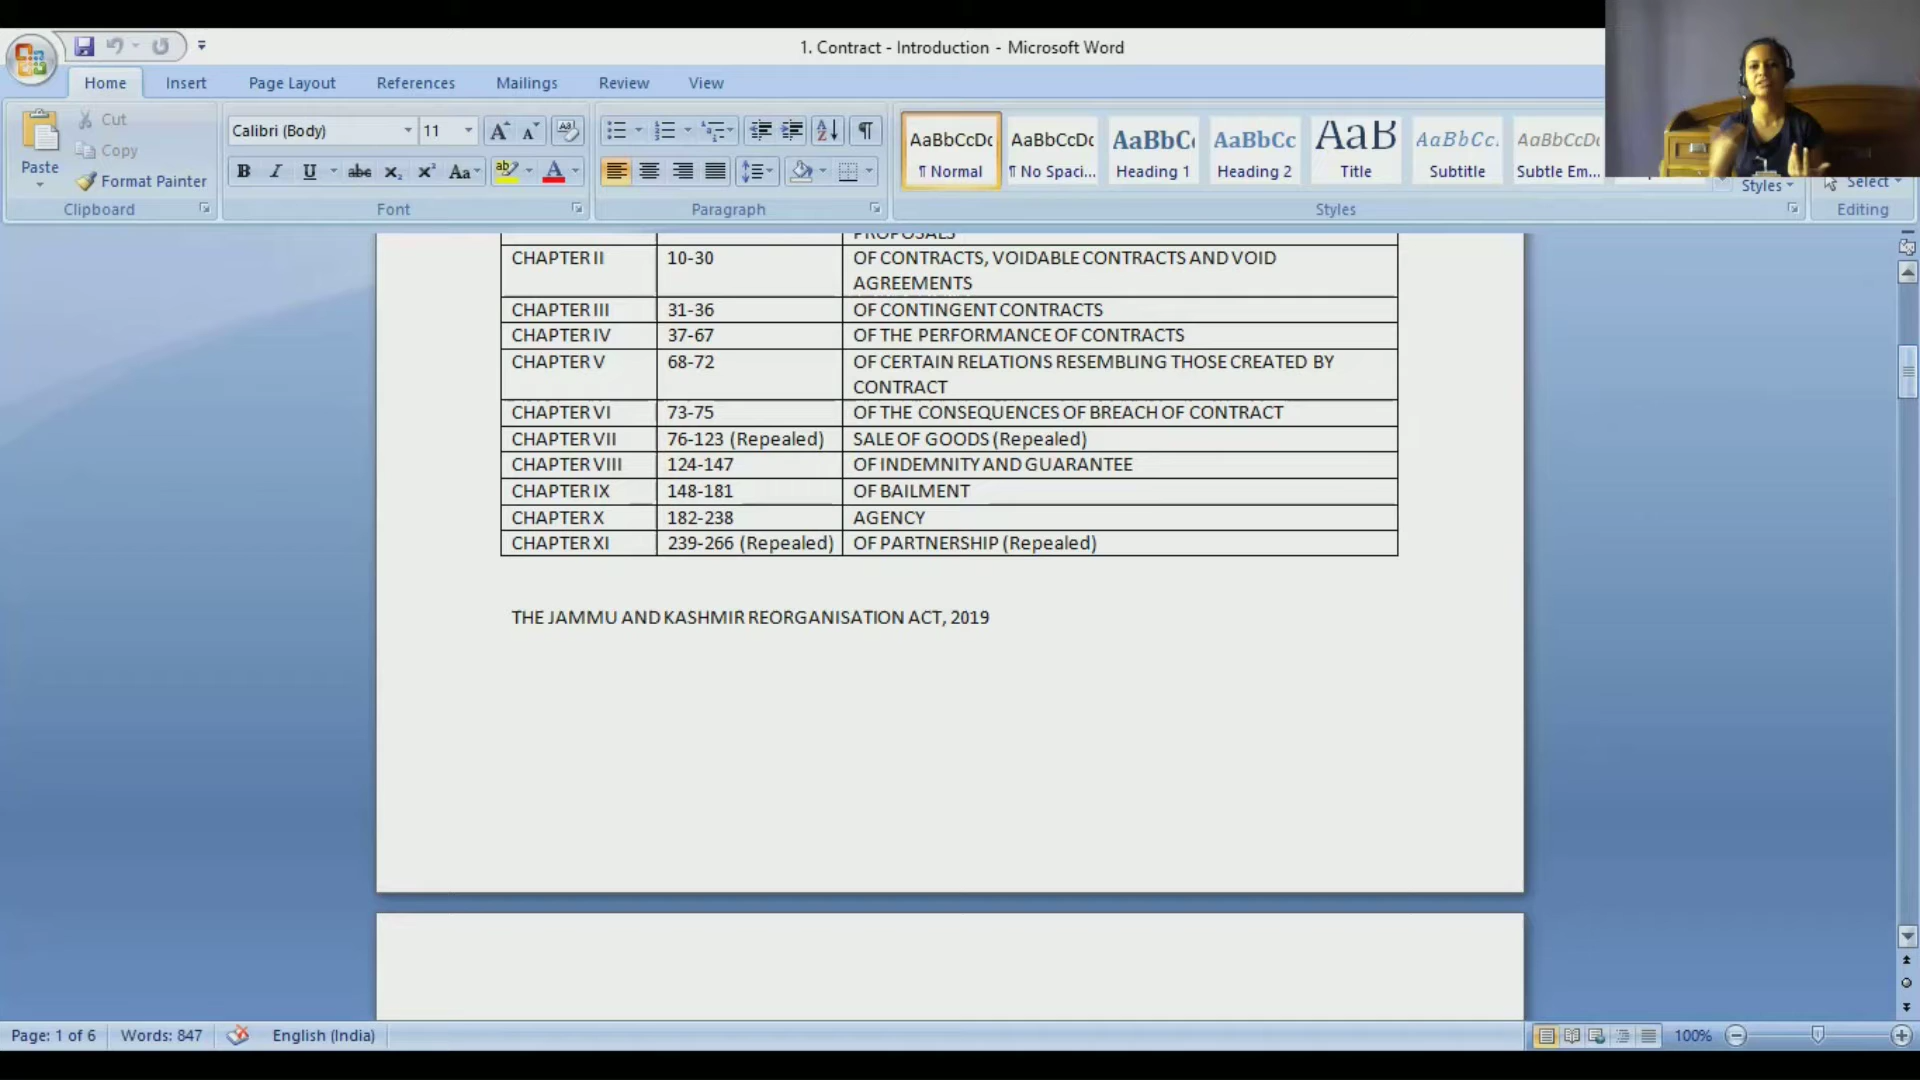 1. Contract - Introduction - Microsoft Word
Home Insert Page Layout References Mailings Review View
Paste
Cut
Copy
Format Painter
Clipboard
Calibri (Body) 11
Font
Paragraph
AaBbCcDc AaBbCcDc AaBbC AaBbCc AaB AaBbCc. AaBbCcDc
¶ Normal ¶ No Spaci... Heading 1 Heading 2 Title Subtitle Subtle Em...
Styles
Styles
Select
Editing
PROPOSALS
CHAPTER II 10-30 OF CONTRACTS, VOIDABLE CONTRACTS AND VOID
AGREEMENTS
CHAPTER III 31-36 OF CONTINGENT CONTRACTS
CHAPTER IV 37-67 OF THE PERFORMANCE OF CONTRACTS
CHAPTER V 68-72 OF CERTAIN RELATIONS RESEMBLING THOSE CREATED BY
CONTRACT
CHAPTER VI 73-75 OF THE CONSEQUENCES OF BREACH OF CONTRACT
CHAPTER VII 76-123 (Repealed) SALE OF GOODS (Repealed)
CHAPTER VIII 124-147 OF INDEMNITY AND GUARANTEE
CHAPTER IX 148-181 OF BAILMENT
CHAPTER X 182-238 AGENCY
CHAPTER XI 239-266 (Repealed) OF PARTNERSHIP (Repealed)
THE JAMMU AND KASHMIR REORGANISATION ACT, 2019
Page: 1 of 6 Words: 847 English (India) 100%